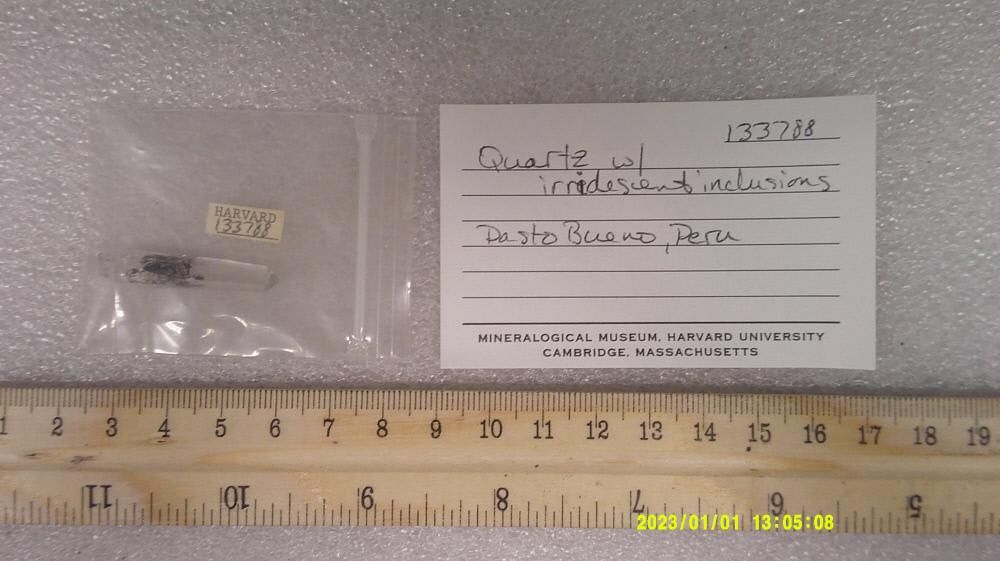 133788
Quartz w/
irridescent inclusions
Pasto Bueno, Peru
MINERALOGICAL MUSEUM, HARVARD UNIVERSITY
CAMBRIDGE, MASSACHUSETTS
HARVARD
133788
1 2 3 4 5 6 7 8 9 10 11 12 13 14 15 16 17 18 19
11 10 9 8 7 6 5
2023/01/01 13:05:08